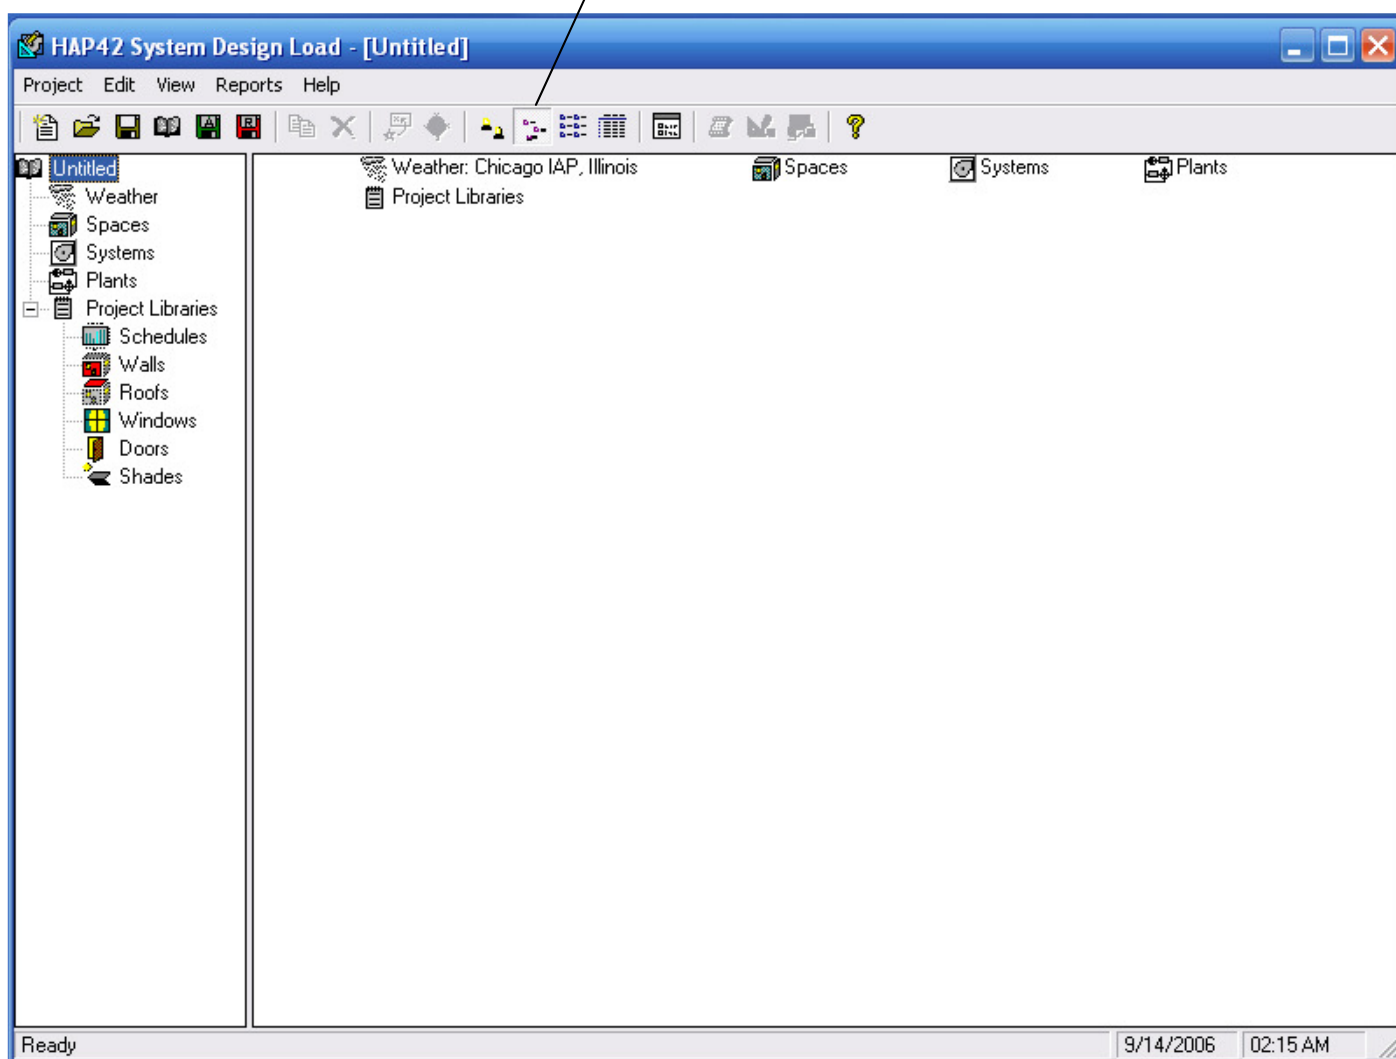 HAP42 System Design Load - [Untitled]
Project Edit View Reports Help
Untitled
Weather
Spaces
Systems
Plants
Project Libraries
Schedules
Walls
Roofs
Windows
Doors
Shades
Weather: Chicago IAP, Illinois Spaces Systems Plants
Project Libraries
Ready 9/14/2006 02:15 AM